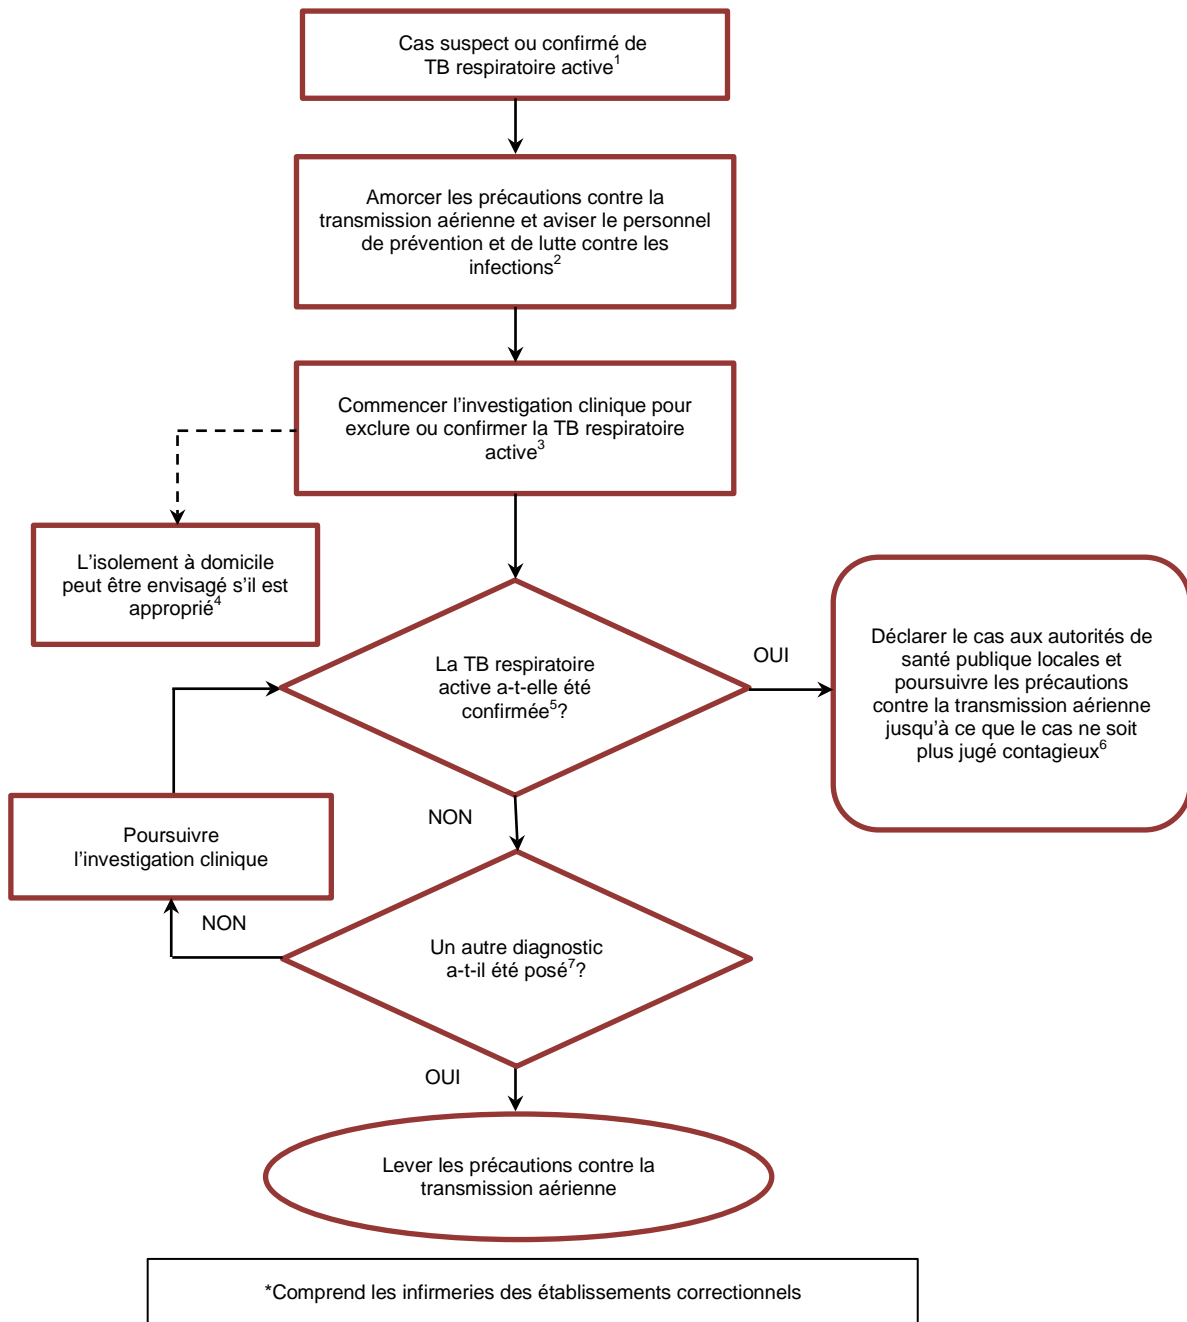 Cas suspect ou confirmé de
TB respiratoire active1
Amorcer les précautions contre la
transmission aérienne et aviser le personnel
de prévention et de lutte contre les
infections2
Commencer l’investigation clinique pour
exclure ou confirmer la TB respiratoire
active3
L’isolement à domicile
peut être envisagé s’il est
approprié4
La TB respiratoire
active a-t-elle été
confirmée5?
OUI
Déclarer le cas aux autorités de
santé publique locales et
poursuivre les précautions
contre la transmission aérienne
jusqu’à ce que le cas ne soit
plus jugé contagieux6
NON
Poursuivre
l’investigation clinique
NON
Un autre diagnostic
a-t-il été posé7?
OUI
Lever les précautions contre la
transmission aérienne
*Comprend les infirmeries des établissements correctionnels